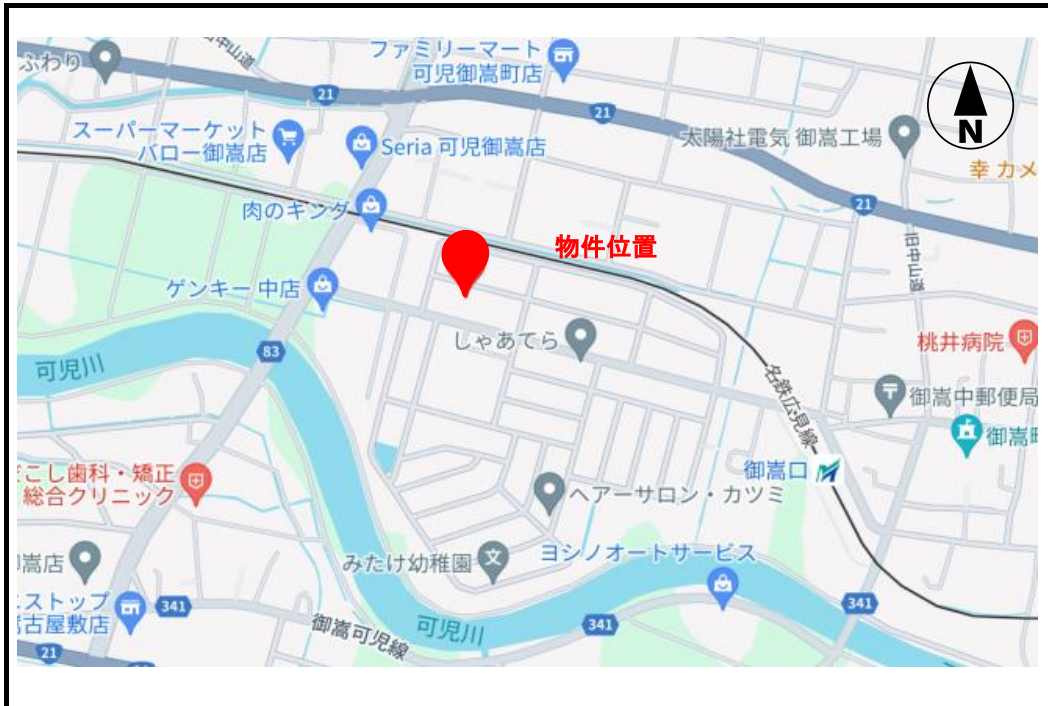 ファミリーマート
可児御嵩町店
ふわり
21
21
スーパーマーケット
バロー御嵩店
Seria 可児御嵩店
太陽社電気 御嵩工場
N
幸 カメ
21
肉のキング
物件位置
旧中山道
ゲンキー 中店
しゃあてら
桃井病院
83
可児川
名鉄広見線
御嵩中郵便局
御嵩町
御嵩口
こし歯科・矯正
総合クリニック
ヘアーサロン・カツミ
嵩店
みたけ幼稚園
ヨシノオートサービス
ニストップ
古屋敷店
341
御嵩可児線
可児川
341
341
21
83